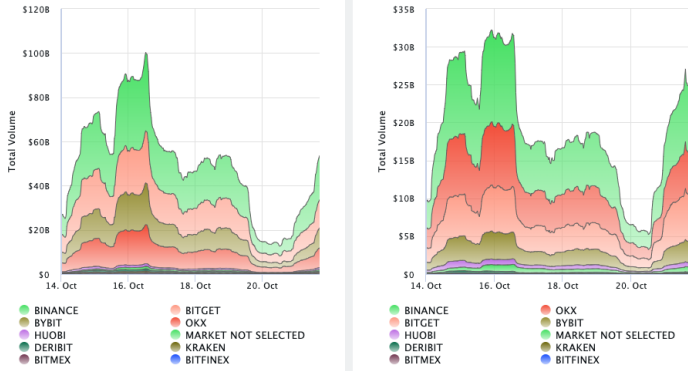 $120B
$100B
$80B
$60B
$40B
$20B
$0
Total Volume
14. Oct 16. Oct 18. Oct 20. Oct
BINANCE BITGET
BYBIT OKX
HUOBI MARKET NOT SELECTED
DERIBIT KRAKEN
BITMEX BITFINEX
$35B
$30B
$25B
$20B
$15B
$10B
$5B
$0
Total Volume
14. Oct 16. Oct 18. Oct 20. Oct
BINANCE OKX
BITGET BYBIT
HUOBI MARKET NOT SELECTED
DERIBIT KRAKEN
BITMEX BITFINEX